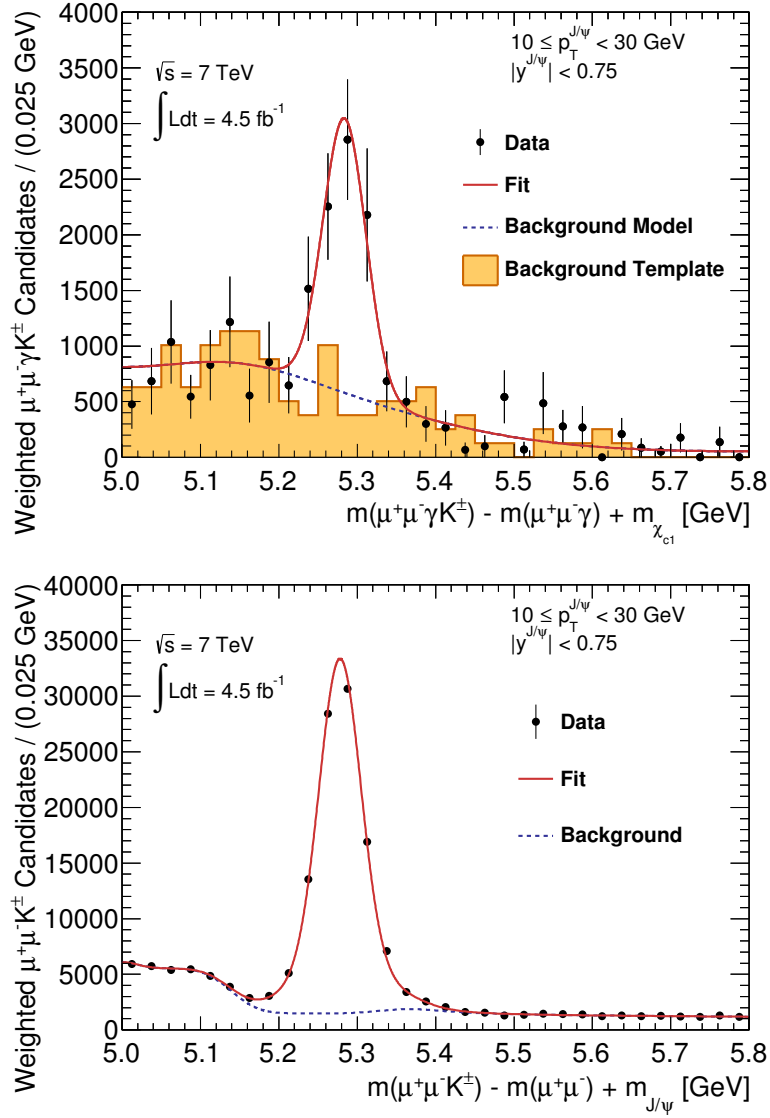 Weighted μ⁺μ⁻γK± Candidates / (0.025 GeV)
4000
3500
3000
2500
2000
1500
1000
500
0
√s = 7 TeV
∫ Ldt = 4.5 fb⁻¹
10 ≤ p_T^{J/ψ} < 30 GeV
|y^{J/ψ}| < 0.75
Data
Fit
Background Model
Background Template
5.0 5.1 5.2 5.3 5.4 5.5 5.6 5.7 5.8
m(μ⁺μ⁻γK±) - m(μ⁺μ⁻γ) + m_{χ_{c1}} [GeV]
Weighted μ⁺μ⁻K± Candidates / (0.025 GeV)
40000
35000
30000
25000
20000
15000
10000
5000
0
√s = 7 TeV
∫ Ldt = 4.5 fb⁻¹
10 ≤ p_T^{J/ψ} < 30 GeV
|y^{J/ψ}| < 0.75
Data
Fit
Background
5.0 5.1 5.2 5.3 5.4 5.5 5.6 5.7 5.8
m(μ⁺μ⁻K±) - m(μ⁺μ⁻) + m_{J/ψ} [GeV]